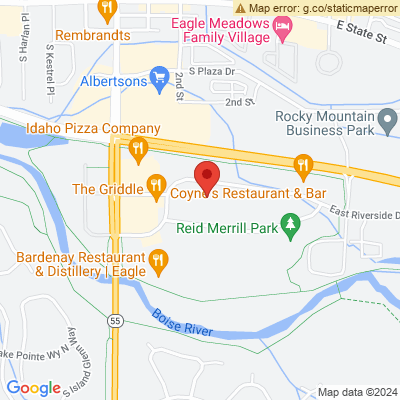 Map error: g.co/staticmaperror
Eagle Meadows
Family Village
E State St
Rembrandts
S Harlan Pl
S Kestrel Pl
Albertsons
2nd St
S Plaza Dr
2nd St
Rocky Mountain
Business Park
Idaho Pizza Company
The Griddle
Coyne's Restaurant & Bar
East Riverside D
Reid Merrill Park
Bardenay Restaurant
& Distillery | Eagle
55
Boise River
ake Pointe Wy
N
S Island Glenn Way
Google
Map data ©2024